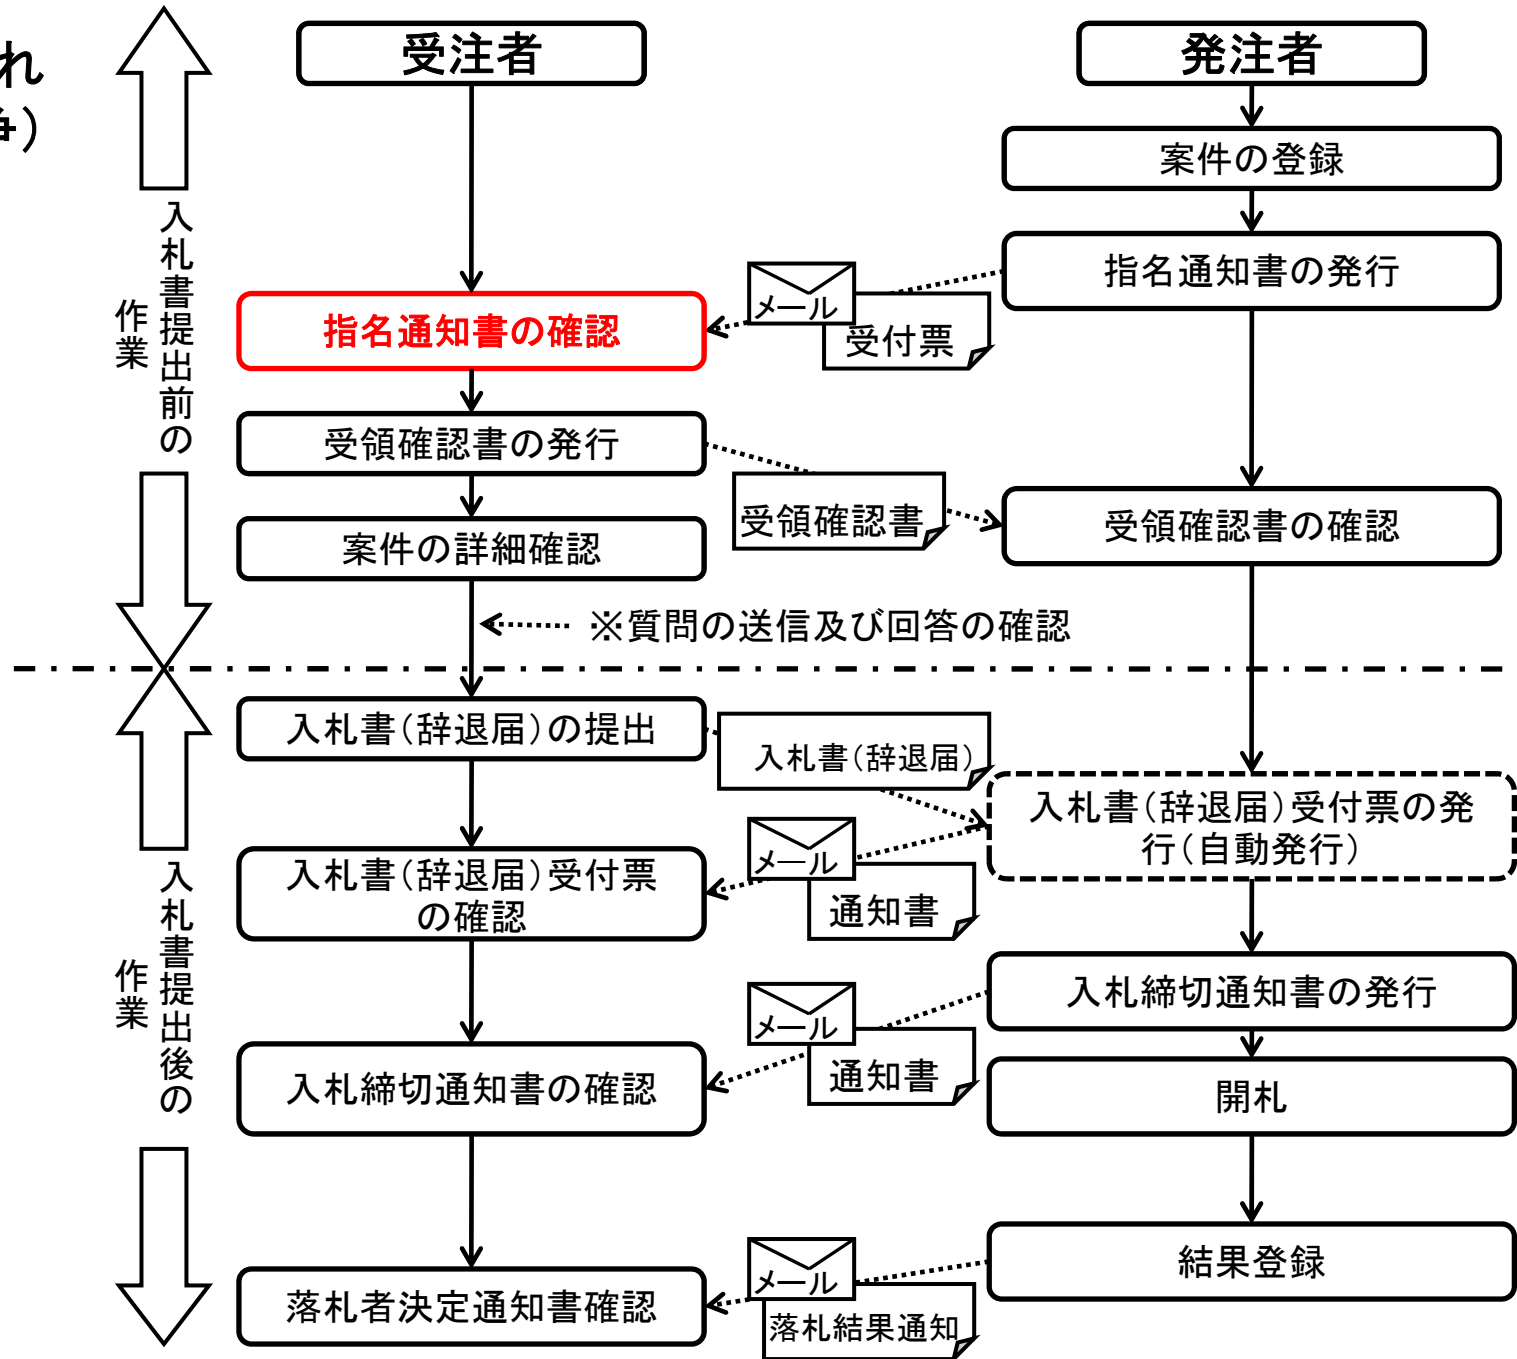 れ
争）
受注者
発注者
案件の登録
指名通知書の発行
メール
受付票
指名通知書の確認
入札書提出前の
作業
受領確認書の発行
受領確認書
受領確認書の確認
案件の詳細確認
※質問の送信及び回答の確認
入札書（辞退届）の提出
入札書（辞退届）
入札書（辞退届）受付票の発
行（自動発行）
メール
通知書
入札書（辞退届）受付票
の確認
入札書提出後の
作業
入札締切通知書の発行
メール
通知書
入札締切通知書の確認
開札
結果登録
メール
落札結果通知
落札者決定通知書確認